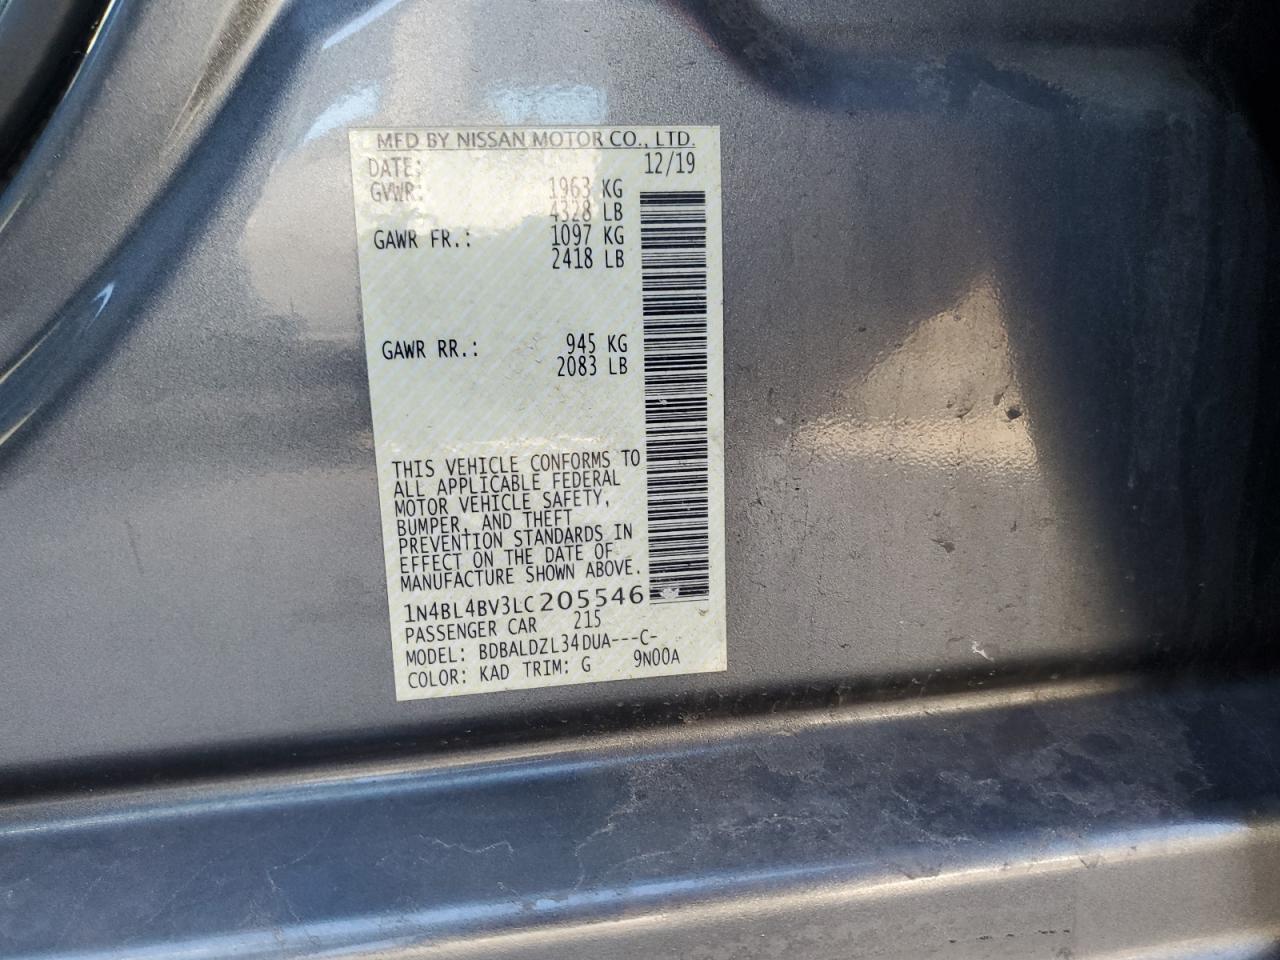 MFD BY NISSAN MOTOR CO., LTD.
DATE: 12/19
GVWR: 1963 KG
4328 LB
GAWR FR.: 1097 KG
2418 LB
GAWR RR.: 945 KG
2083 LB
THIS VEHICLE CONFORMS TO
ALL APPLICABLE FEDERAL
MOTOR VEHICLE SAFETY,
BUMPER, AND THEFT
PREVENTION STANDARDS IN
EFFECT ON THE DATE OF
MANUFACTURE SHOWN ABOVE.
1N4BL4BV3LC205546
PASSENGER CAR 215
MODEL: BDBALDZL34DUA---C-
COLOR: KAD TRIM: G 9N00A